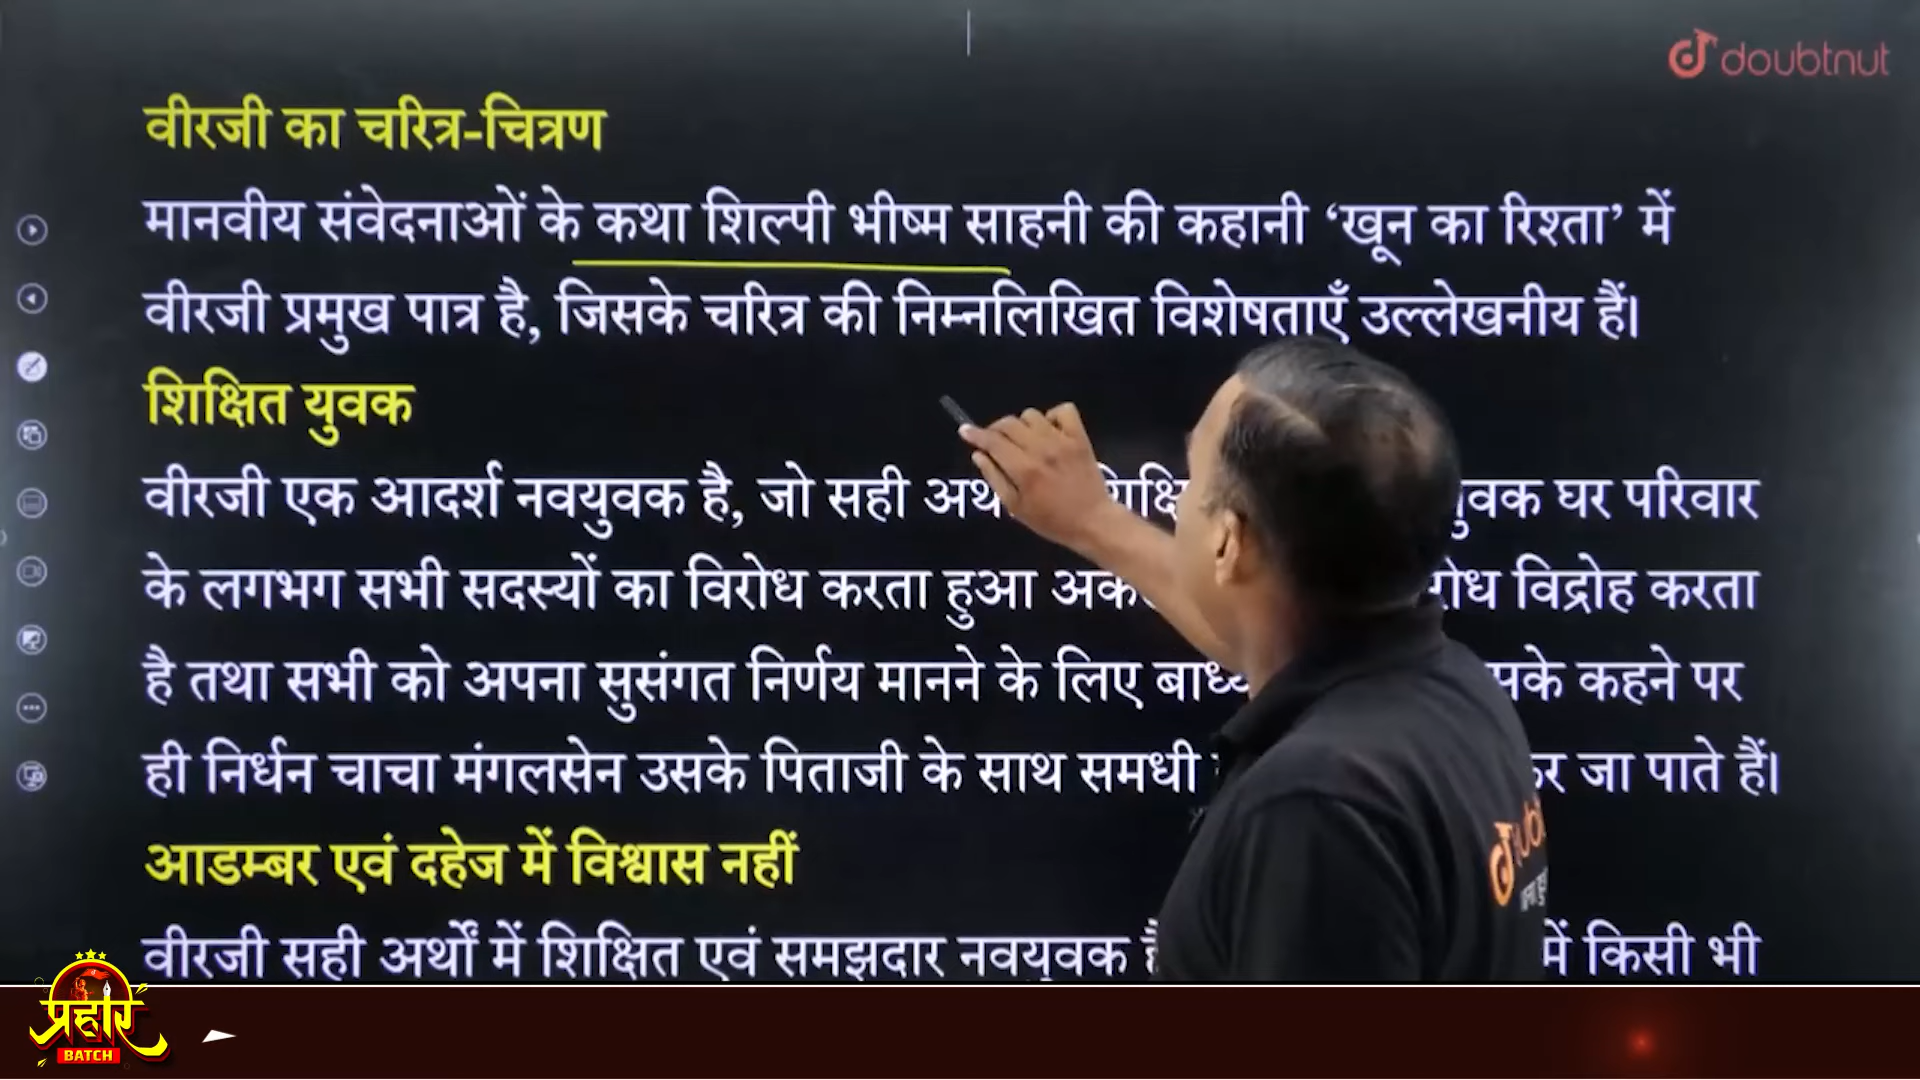 doubtnut
वीरजी का चरित्र-चित्रण
मानवीय संवेदनाओं के कथा शिल्पी भीष्म साहनी की कहानी ‘खून का रिश्ता’ में
वीरजी प्रमुख पात्र है, जिसके चरित्र की निम्नलिखित विशेषताएँ उल्लेखनीय हैं।
शिक्षित युवक
वीरजी एक आदर्श नवयुवक है, जो सही घर परिवार
के लगभग सभी सदस्यों का विरोध करता हुआ विद्रोह करता
है तथा सभी को अपना सुसंगत निर्णय मानने के लिए कहने पर
ही निर्धन चाचा मंगलसेन उसके पिताजी के साथ समधी जा पाते हैं।
आडम्बर एवं दहेज में विश्वास नहीं
वीरजी सही अर्थों में शिक्षित एवं समझदार नवयुवक में किसी भी
प्रहार
BATCH